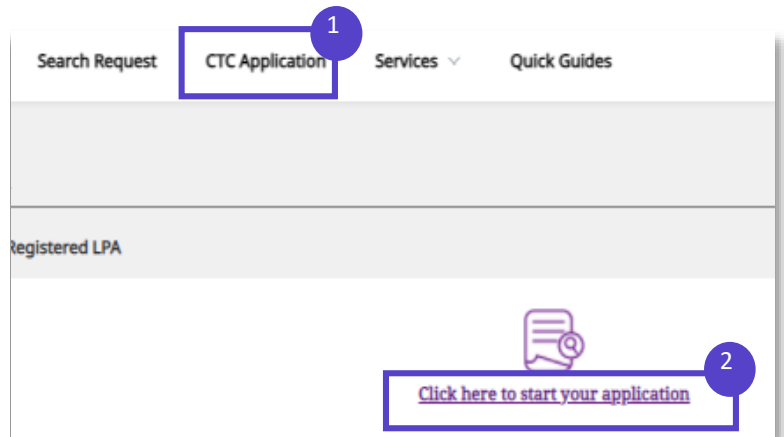 1
Search Request CTC Application Services Quick Guides
Registered LPA
2
Click here to start your application